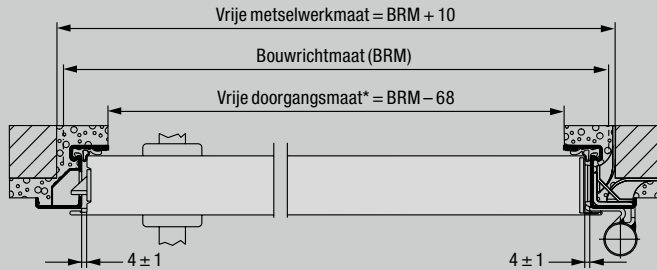 Vrije metselwerkmaat = BRM + 10
Bouwrichtmaat (BRM)
Vrije doorgangsmaat* = BRM – 68
4 ± 1
4 ± 1